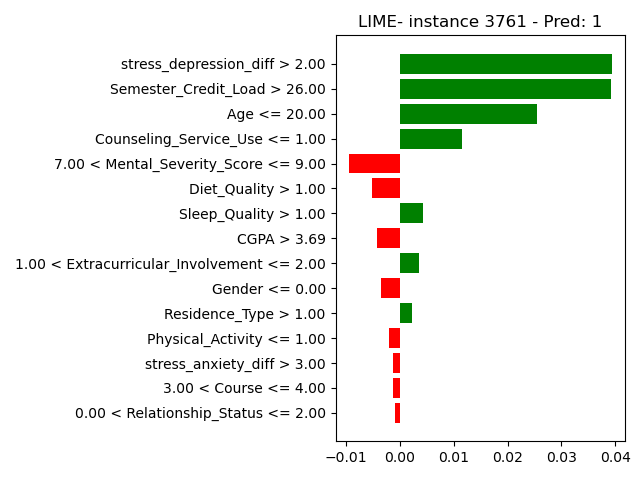 LIME- instance 3761 - Pred: 1
stress_depression_diff > 2.00
Semester_Credit_Load > 26.00
Age <= 20.00
Counseling_Service_Use <= 1.00
7.00 < Mental_Severity_Score <= 9.00
Diet_Quality > 1.00
Sleep_Quality > 1.00
CGPA > 3.69
1.00 < Extracurricular_Involvement <= 2.00
Gender <= 0.00
Residence_Type > 1.00
Physical_Activity <= 1.00
stress_anxiety_diff > 3.00
3.00 < Course <= 4.00
0.00 < Relationship_Status <= 2.00
−0.01 0.00 0.01 0.02 0.03 0.04